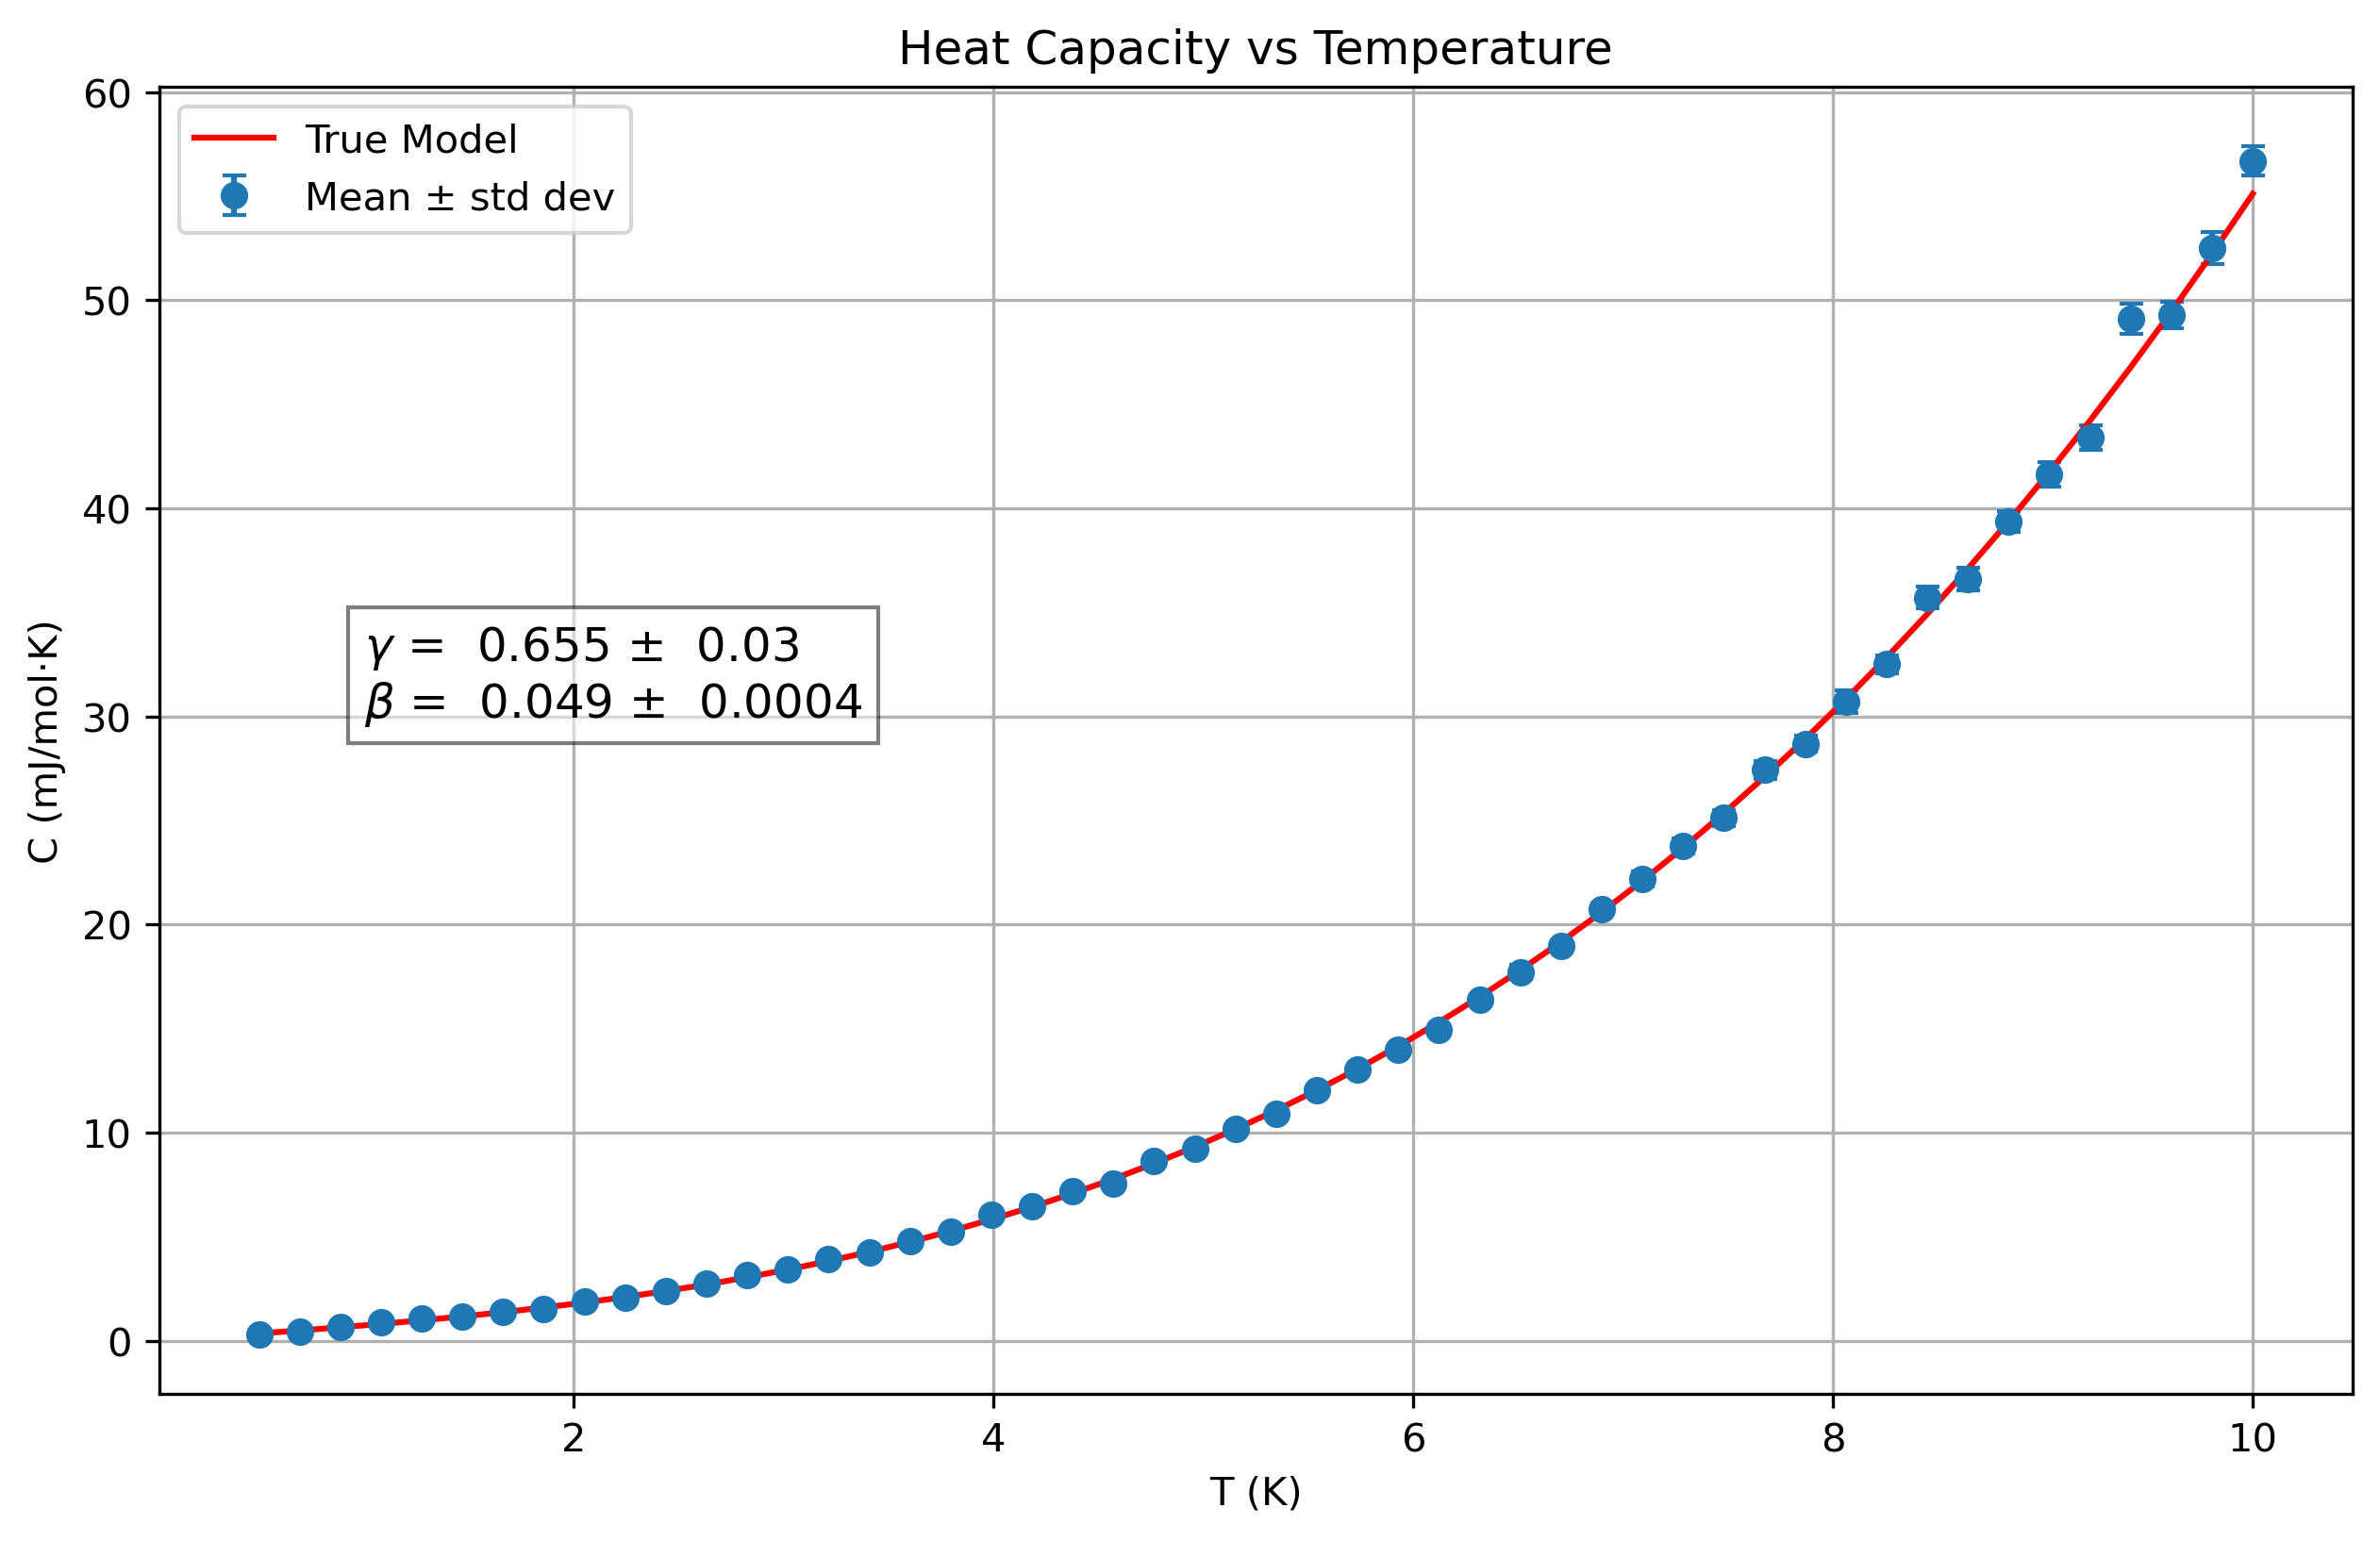 Heat Capacity vs Temperature
True Model
Mean ± std dev
γ = 0.655 ± 0.03
β = 0.049 ± 0.0004
C (mJ/mol·K)
60
50
40
30
20
10
0
2 4 6 8 10
T (K)